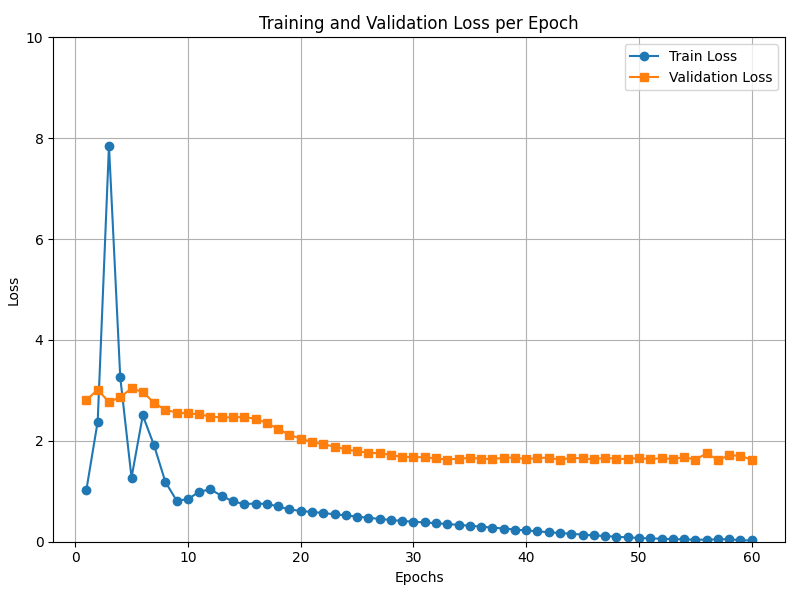 Training and Validation Loss per Epoch
Train Loss
Validation Loss
10
8
6
4
2
0
Loss
0 10 20 30 40 50 60
Epochs